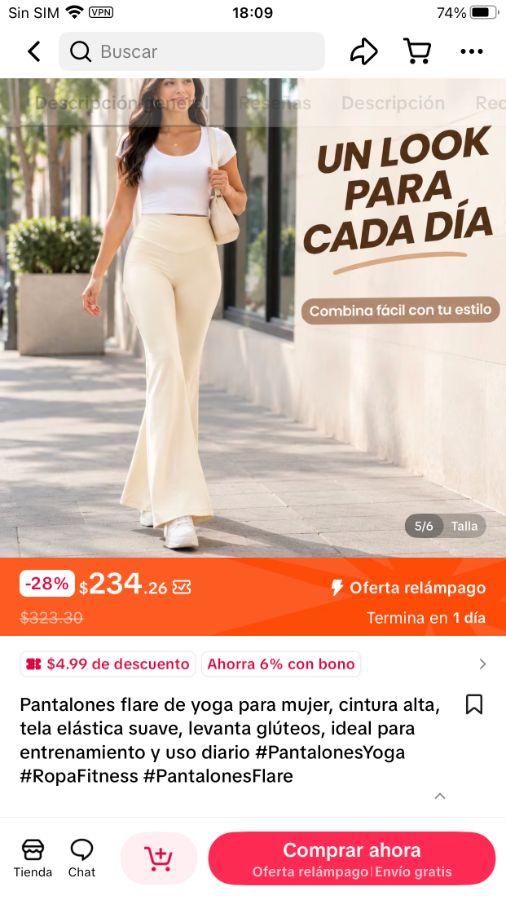 Sin SIM VPN 18:09 74%
Buscar
Descripción general Reseñas Descripción Rec
UN LOOK
PARA
CADA DÍA
Combina fácil con tu estilo
5/6 Talla
-28% $234.26 Oferta relámpago
$323.30 Termina en 1 día
$4.99 de descuento Ahorra 6% con bono
Pantalones flare de yoga para mujer, cintura alta,
tela elástica suave, levanta glúteos, ideal para
entrenamiento y uso diario #PantalonesYoga
#RopaFitness #PantalonesFlare
Tienda Chat Comprar ahora
Oferta relámpago|Envío gratis